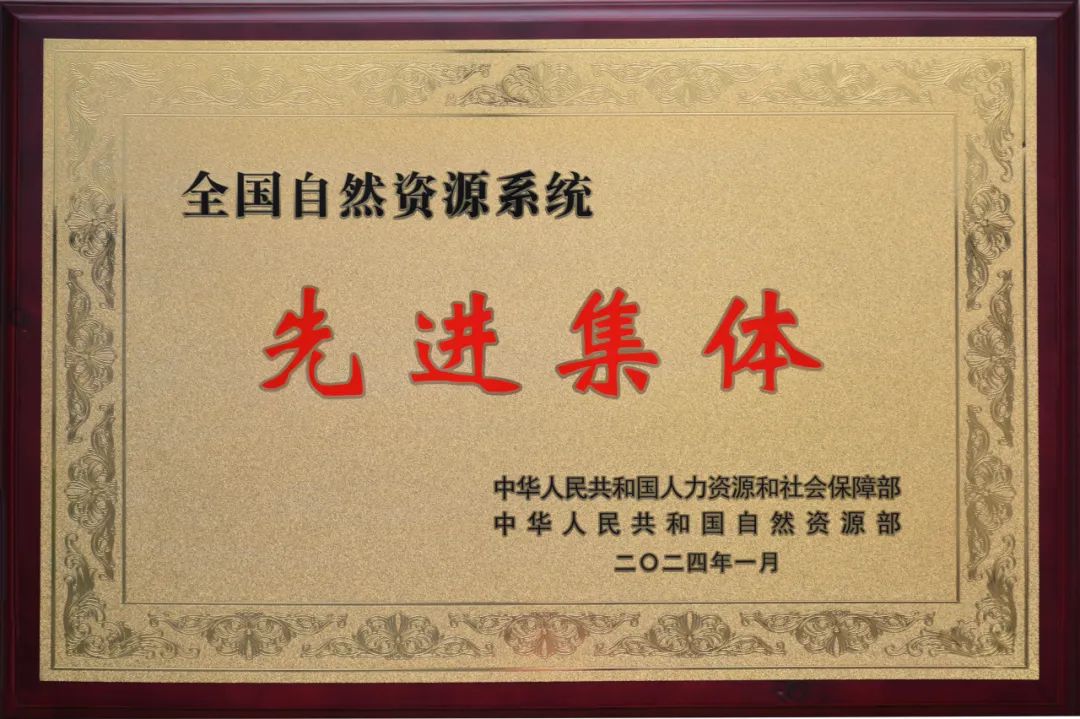 全国自然资源系统
先进集体
中华人民共和国人力资源和社会保障部
中华人民共和国自然资源部
二〇二四年一月